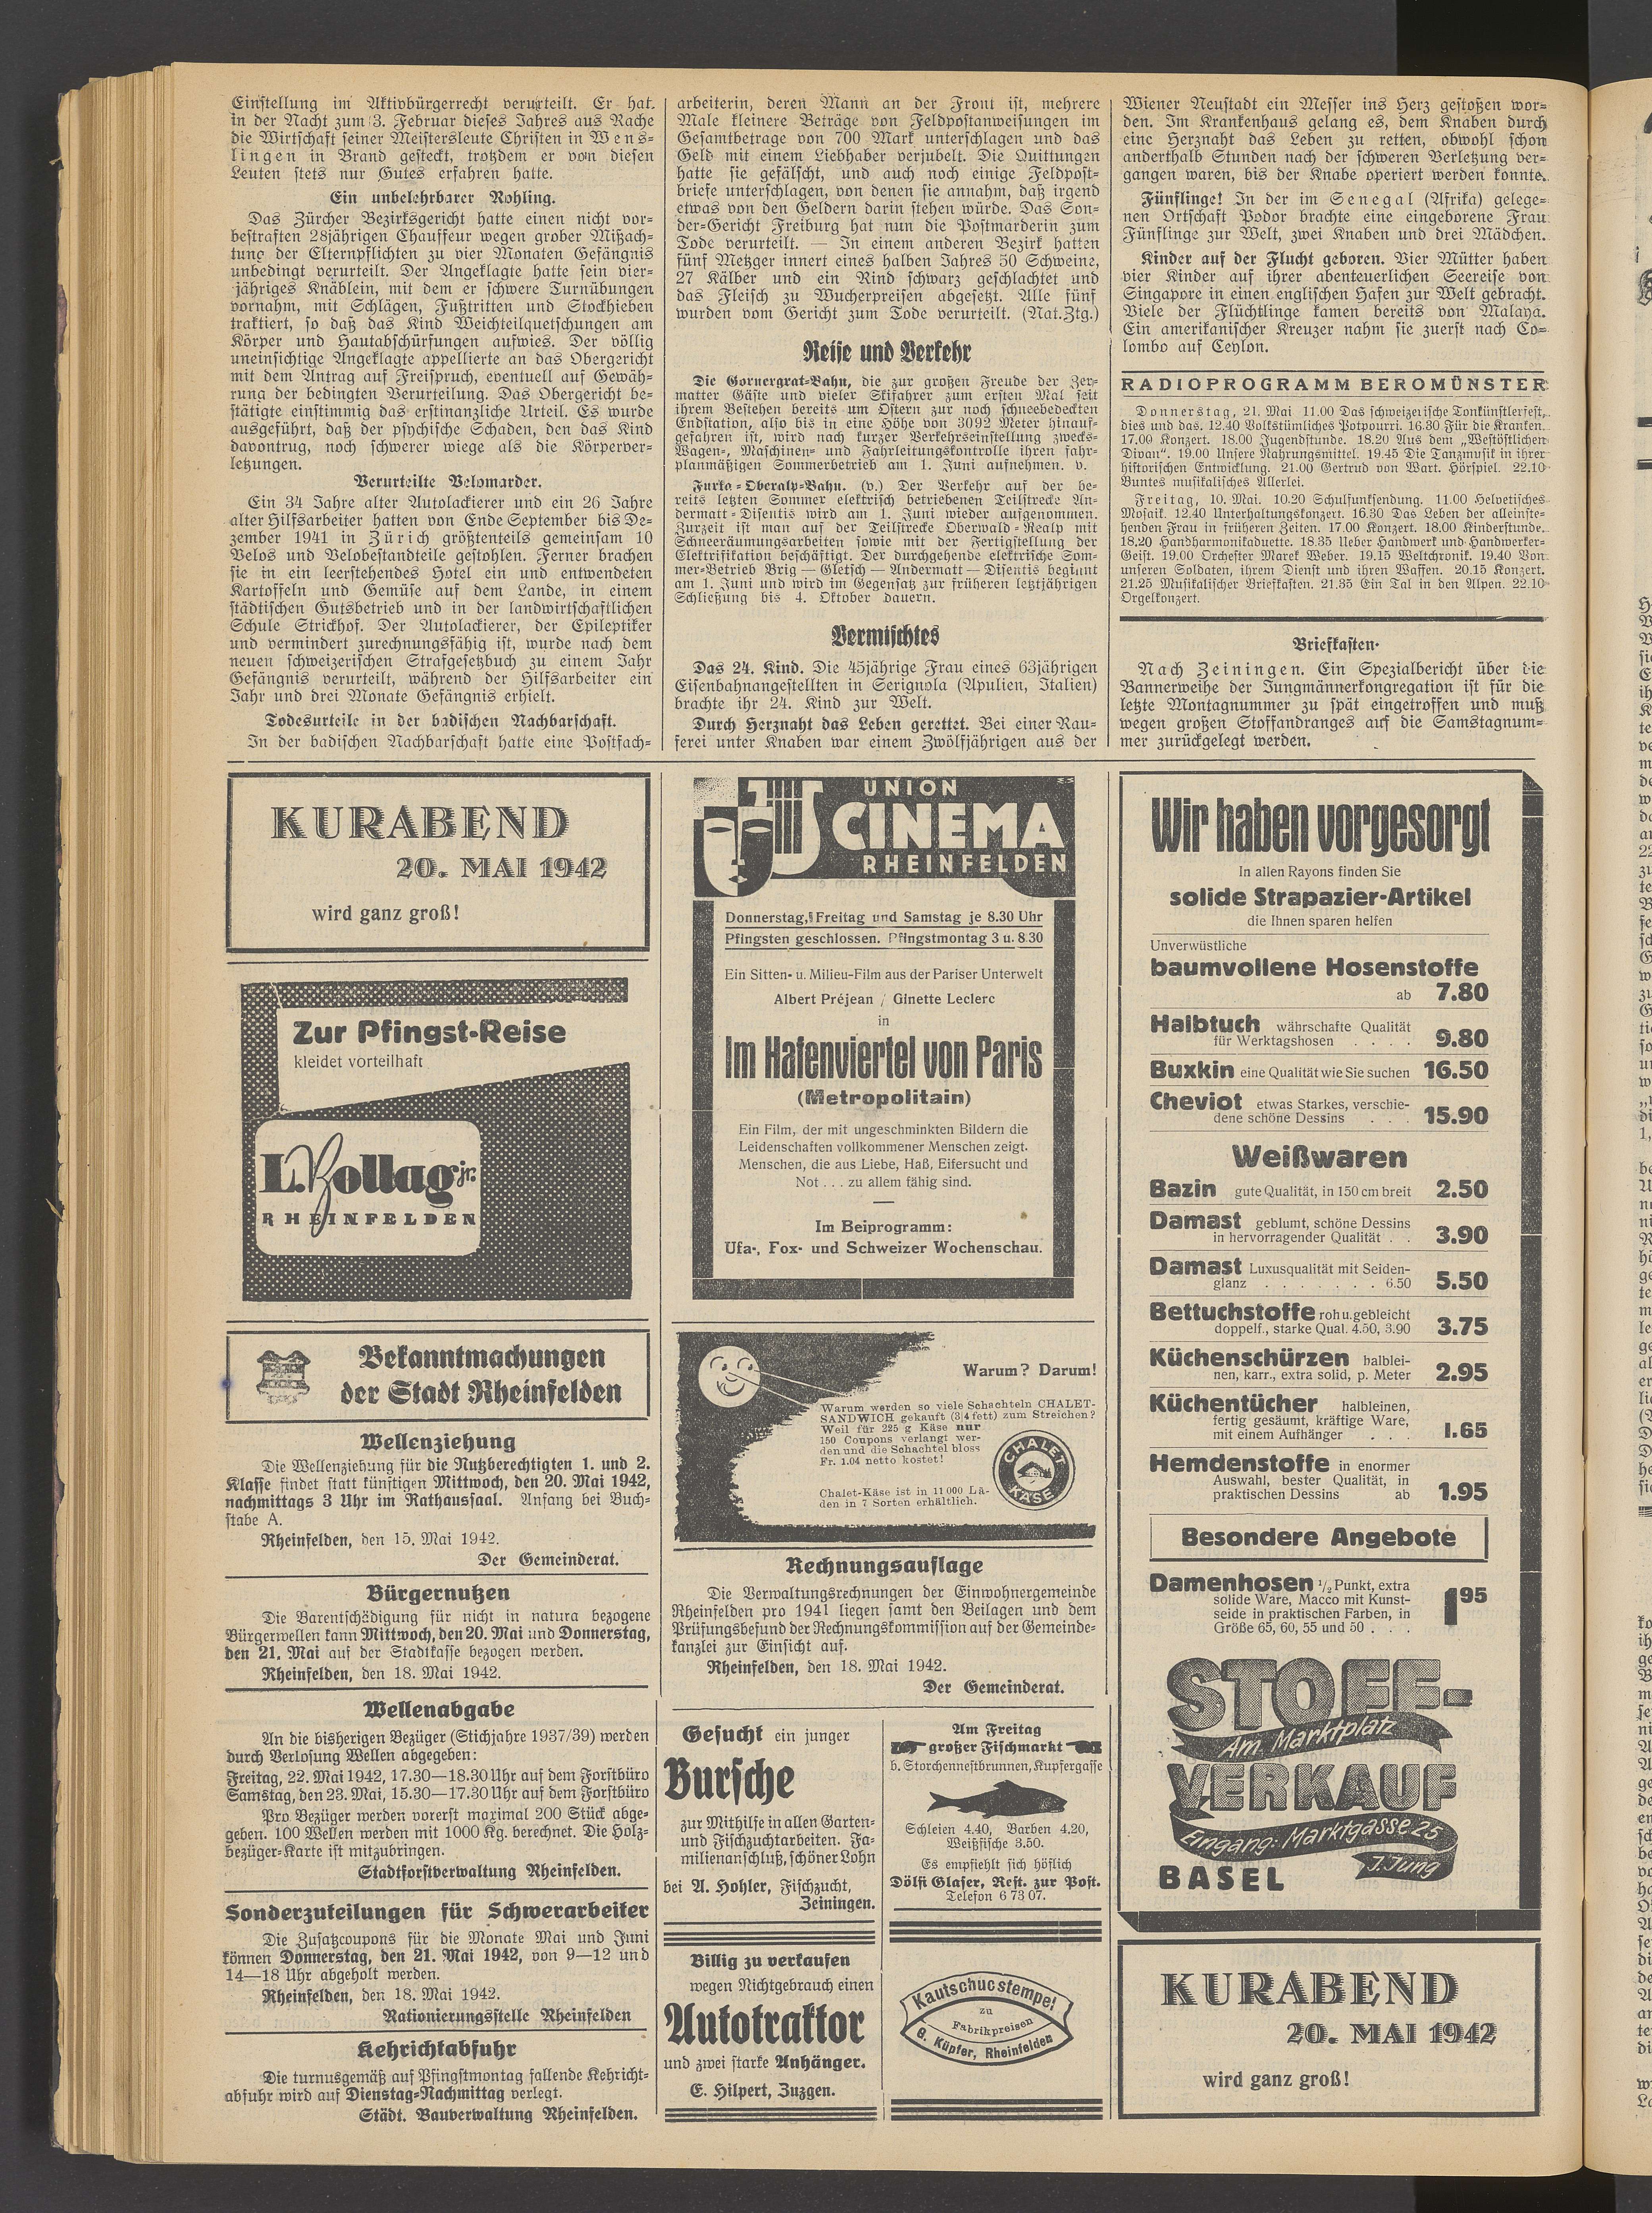 Einstellung im Aktivbürgerrecht verurteilt. Er hat
in der Nacht zum 3. Februar dieses Jahres aus Rache
die Wirtschaft seiner Meistersleute Christen in Wens-
lingen in Brand gesteckt, trotzdem er von diesen
Leuten stets nur Gutes erfahren hatte.
Ein unbelehrbarer Rohling.
Das Zürcher Bezirksgericht hatte einen nicht vor-
bestraften 28jährigen Chauffeur wegen grober Mißach-
tung der Elternpflichten zu vier Monaten Gefängnis
unbedingt verurteilt. Der Angeklagte hatte sein vier-
jähriges Knäblein, mit dem er schwere Turnübungen
vornahm, mit Schlägen, Fußtritten und Stockhieben
traktiert, so daß das Kind Weichteilquetschungen am
Körper und Hautabschürfungen aufwies. Der völlig
uneinsichtige Angeklagte appellierte an das Obergericht
mit dem Antrag auf Freispruch, eventuell auf Gewäh-
rung der bedingten Verurteilung. Das Obergericht be-
stätigte einstimmig das erstinanzliche Urteil. Es wurde
ausgeführt, daß der psychische Schaden, den das Kind
davontrug, noch schwerer wiege als die Körperver-
letzungen.
Verurteilte Velomarder.
Ein 34 Jahre alter Autolackierer und ein 26 Jahre
alter Hilfsarbeiter hatten von Ende September bis De-
zember 1941 in Zürich größtenteils gemeinsam 10
Velos und Velobestandteile gestohlen. Ferner brachen
sie in ein leerstehendes Hotel ein und entwendeten
Kartoffeln und Gemüse auf dem Lande, in einem
städtischen Gutsbetrieb und in der landwirtschaftlichen
Schule Strickhof. Der Autolackierer, der Epileptiker
und vermindert zurechnungsfähig ist, wurde nach dem
neuen schweizerischen Strafgesetzbuch zu einem Jahr
Gefängnis verurteilt, während der Hilfsarbeiter ein
Jahr und drei Monate Gefängnis erhielt.
Todesurteile in der badischen Nachbarschaft.
In der badischen Nachbarschaft hatte eine Postfach-
arbeiterin, deren Mann an der Front ist, mehrere
Male kleinere Beträge von Feldpostanweisungen im
Gesamtbetrage von 700 Mark unterschlagen und das
Geld mit einem Liebhaber verjubelt. Die Quittungen
hatte sie gefälscht, und auch noch einige Feldpost-
briefe unterschlagen, von denen sie annahm, daß irgend
etwas von den Geldern darin stehen würde. Das Son-
der-Gericht Freiburg hat nun die Postmarderin zum
Tode verurteilt. — In einem anderen Bezirk hatten
fünf Metzger innert eines halben Jahres 50 Schweine,
27 Kälber und ein Rind schwarz geschlachtet und
das Fleisch zu Wucherpreisen abgesetzt. Alle fünf
wurden vom Gericht zum Tode verurteilt. (Nat.Ztg.)
Reise und Verkehr
Die Gornergrat-Bahn, die zur großen Freude der Zer-
matter Gäste und vieler Skifahrer zum ersten Mal seit
ihrem Bestehen bereits um Ostern zur noch schneebedeckten
Endstation, also bis in eine Höhe von 3092 Meter hinauf-
gefahren ist, wird nach kurzer Verkehrseinstellung zwecks
Wagen-, Maschinen- und Fahrleitungskontrolle ihren fahr-
planmäßigen Sommerbetrieb am 1. Juni aufnehmen. v.
Furka-Oberalp-Bahn. (v.) Der Verkehr auf der be-
reits letzten Sommer elektrisch betriebenen Teilstrecke An-
dermatt-Disentis wird am 1. Juni wieder aufgenommen.
Zurzeit ist man auf der Teilstrecke Oberwald-Realp mit
Schneeräumungsarbeiten sowie mit der Fertigstellung der
Elektrifikation beschäftigt. Der durchgehende elektrische Som-
mer-Betrieb Brig — Gletsch — Andermatt — Disentis beginnt
am 1. Juni und wird im Gegensatz zur früheren letztjährigen
Schließung bis 4. Oktober dauern.
Vermischtes
Das 24. Kind. Die 45jährige Frau eines 63jährigen
Eisenbahnangestellten in Serignola (Apulien, Italien)
brachte ihr 24. Kind zur Welt.
Durch Herznaht das Leben gerettet. Bei einer Rau-
ferei unter Knaben war einem Zwölfjährigen aus der
Wiener Neustadt ein Messer ins Herz gestoßen wor-
den. Im Krankenhaus gelang es, dem Knaben durch
eine Herznaht das Leben zu retten, obwohl schon
anderthalb Stunden nach der schweren Verletzung ver-
gangen waren, bis der Knabe operiert werden konnte.
Fünflinge! In der im Senegal (Afrika) gelege-
nen Ortschaft Podor brachte eine eingeborene Frau
Fünflinge zur Welt, zwei Knaben und drei Mädchen.
Kinder auf der Flucht geboren. Vier Mütter haben
vier Kinder auf ihrer abenteuerlichen Seereise von
Singapore in einen englischen Hafen zur Welt gebracht.
Viele der Flüchtlinge kamen bereits von Malaya.
Ein amerikanischer Kreuzer nahm sie zuerst nach Co-
lombo auf Ceylon.
RADIOPROGRAMM BEROMÜNSTER
Donnerstag, 21. Mai 11.00 Das schweizerische Tonkünstlerfest,
dies und das. 12.40 Volkstümliches Potpourri. 16.30 Für die Kranken.
17.00 Konzert. 18.00 Jugendstunde. 18.20 Aus dem „Westöstlichen
Divan“. 19.00 Unsere Nahrungsmittel. 19.45 Die Tanzmusik in ihrer
historischen Entwicklung. 21.00 Gertrud von Wart. Hörspiel. 22.10
Buntes musikalisches Allerlei.
Freitag, 10. Mai. 10.20 Schulfunksendung. 11.00 Helvetisches
Mosaik. 12.40 Unterhaltungskonzert. 16.30 Das Leben der alleinste-
henden Frau in früheren Zeiten. 17.00 Konzert. 18.00 Kinderstunde.
18.20 Handharmonikaduette. 18.35 Ueber Handwerk und Handwerker-
Geist. 19.00 Orchester Marek Weber. 19.15 Weltchronik. 19.40 Von
unseren Soldaten, ihrem Dienst und ihren Waffen. 20.15 Konzert.
21.25 Musikalischer Briefkasten. 21.35 Ein Tal in den Alpen. 22.10
Orgelkonzert.
Briefkasten.
Nach Zeiningen. Ein Spezialbericht über die
Bannerweihe der Jungmännerkongregation ist für die
letzte Montagnummer zu spät eingetroffen und muß
wegen großen Stoffandranges auf die Samstagnum-
mer zurückgelegt werden.
KURABEND
20. MAI 1942
wird ganz groß!
Zur Pfingst-Reise
kleidet vorteilhaft
L. Bollag jr.
RHEINFELDEN
Bekanntmachungen
der Stadt Rheinfelden
Wellenziehung
Die Wellenziehung für die Nutzberechtigten 1. und 2.
Klasse findet statt künftigen Mittwoch, den 20. Mai 1942,
nachmittags 3 Uhr im Rathaussaal. Anfang bei Buch-
stabe A.
Rheinfelden, den 15. Mai 1942.
Der Gemeinderat.
Bürgernutzen
Die Barentschädigung für nicht in natura bezogene
Bürgerwellen kann Mittwoch, den 20. Mai und Donnerstag,
den 21. Mai auf der Stadtkasse bezogen werden.
Rheinfelden, den 18. Mai 1942.
Wellenabgabe
An die bisherigen Bezüger (Stichjahre 1937/39) werden
durch Verlosung Wellen abgegeben:
Freitag, 22. Mai 1942, 17.30—18.30 Uhr auf dem Forstbüro
Samstag, den 23. Mai, 15.30—17.30 Uhr auf dem Forstbüro
Pro Bezüger werden vorerst maximal 200 Stück abge-
geben. 100 Wellen werden mit 1000 Kg. berechnet. Die Holz-
bezüger-Karte ist mitzubringen.
Stadtforstverwaltung Rheinfelden.
Sonderzuteilungen für Schwerarbeiter
Die Zusatzcoupons für die Monate Mai und Juni
können Donnerstag, den 21. Mai 1942, von 9—12 und
14—18 Uhr abgeholt werden.
Rheinfelden, den 18. Mai 1942.
Rationierungsstelle Rheinfelden
Kehrichtabfuhr
Die turnusgemäß auf Pfingstmontag fallende Kehricht-
abfuhr wird auf Dienstag-Nachmittag verlegt.
Städt. Bauverwaltung Rheinfelden.
UNION
CINEMA
RHEINFELDEN
Donnerstag, Freitag und Samstag je 8.30 Uhr
Pfingsten geschlossen. Pfingstmontag 3 u. 8.30
Ein Sitten- u. Milieu-Film aus der Pariser Unterwelt
Albert Préjean / Ginette Leclerc
in
Im Hafenviertel von Paris
(Metropolitain)
Ein Film, der mit ungeschminkten Bildern die
Leidenschaften vollkommener Menschen zeigt.
Menschen, die aus Liebe, Haß, Eifersucht und
Not . . . zu allem fähig sind.
Im Beiprogramm:
Ufa-, Fox- und Schweizer Wochenschau.
Warum? Darum!
Warum werden so viele Schachteln CHALET-
SANDWICH gekauft (3|4 fett) zum Streichen?
Weil für 225 g Käse nur
150 Coupons verlangt wer-
den und die Schachtel bloss
Fr. 1.04 netto kostet!
Chalet-Käse ist in 11000 Lä-
den in 7 Sorten erhältlich.
CHALET
KÄSE
Rechnungsauflage
Die Verwaltungsrechnungen der Einwohnergemeinde
Rheinfelden pro 1941 liegen samt den Beilagen und dem
Prüfungsbefund der Rechnungskommission auf der Gemeinde-
kanzlei zur Einsicht auf.
Rheinfelden, den 18. Mai 1942.
Der Gemeinderat.
Gesucht ein junger
Bursche
zur Mithilfe in allen Garten-
und Fischzuchtarbeiten. Fa-
milienanschluß, schöner Lohn
bei A. Hohler, Fischzucht,
Zeiningen.
Billig zu verkaufen
wegen Nichtgebrauch einen
Autotraktor
und zwei starke Anhänger.
E. Hilpert, Zuzgen.
Am Freitag
großer Fischmarkt
b. Storchennestbrunnen, Kupfergasse
Schleien 4.40, Barben 4.20,
Weißfische 3.50.
Es empfiehlt sich höflich
Dölfi Glaser, Rest. zur Post.
Telefon 6 73 07.
Kautschucstempel
zu
Fabrikpreisen
G. Küpfer, Rheinfelden
Wir haben vorgesorgt
In allen Rayons finden Sie
solide Strapazier-Artikel
die Ihnen sparen helfen
Unverwüstliche
baumvollene Hosenstoffe
ab 7.80
Halbtuch währschafte Qualität
für Werktagshosen . . . . 9.80
Buxkin eine Qualität wie Sie suchen 16.50
Cheviot etwas Starkes, verschie-
dene schöne Dessins . . . 15.90
Weißwaren
Bazin gute Qualität, in 150 cm breit 2.50
Damast geblumt, schöne Dessins
in hervorragender Qualität . . 3.90
Damast Luxusqualität mit Seiden-
glanz . . . . . . . 6.50 5.50
Bettuchstoffe roh u. gebleicht
doppelf., starke Qual. 4.50, 3.90 3.75
Küchenschürzen halblei-
nen, karr., extra solid, p. Meter 2.95
Küchentücher halbleinen,
fertig gesäumt, kräftige Ware,
mit einem Aufhänger . . . 1.65
Hemdenstoffe in enormer
Auswahl, bester Qualität, in
praktischen Dessins ab 1.95
Besondere Angebote
Damenhosen 1/2 Punkt, extra
solide Ware, Macco mit Kunst-
seide in praktischen Farben, in
Größe 65, 60, 55 und 50 . . . 1 95
STOFF-
Am Marktplatz
VERKAUF
Eingang: Marktgasse 25
J. Jung
BASEL
KURABEND
20. MAI 1942
wird ganz groß!